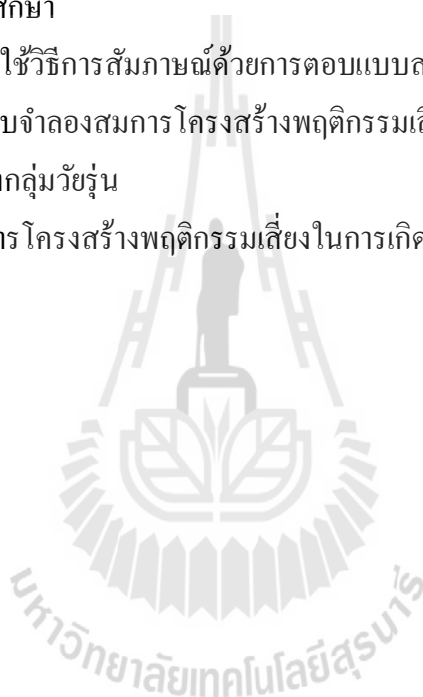 ศึกษา
ใช้วิธีการสัมภาษณ์ด้วยการตอบแบบส
บจำลองสมการโครงสร้างพฤติกรรมเสี
กลุ่มวัยรุ่น
ารโครงสร้างพฤติกรรมเสี่ยงในการเกิด
มหาวิทยาลัยเทคโนโลยีสุรนารี